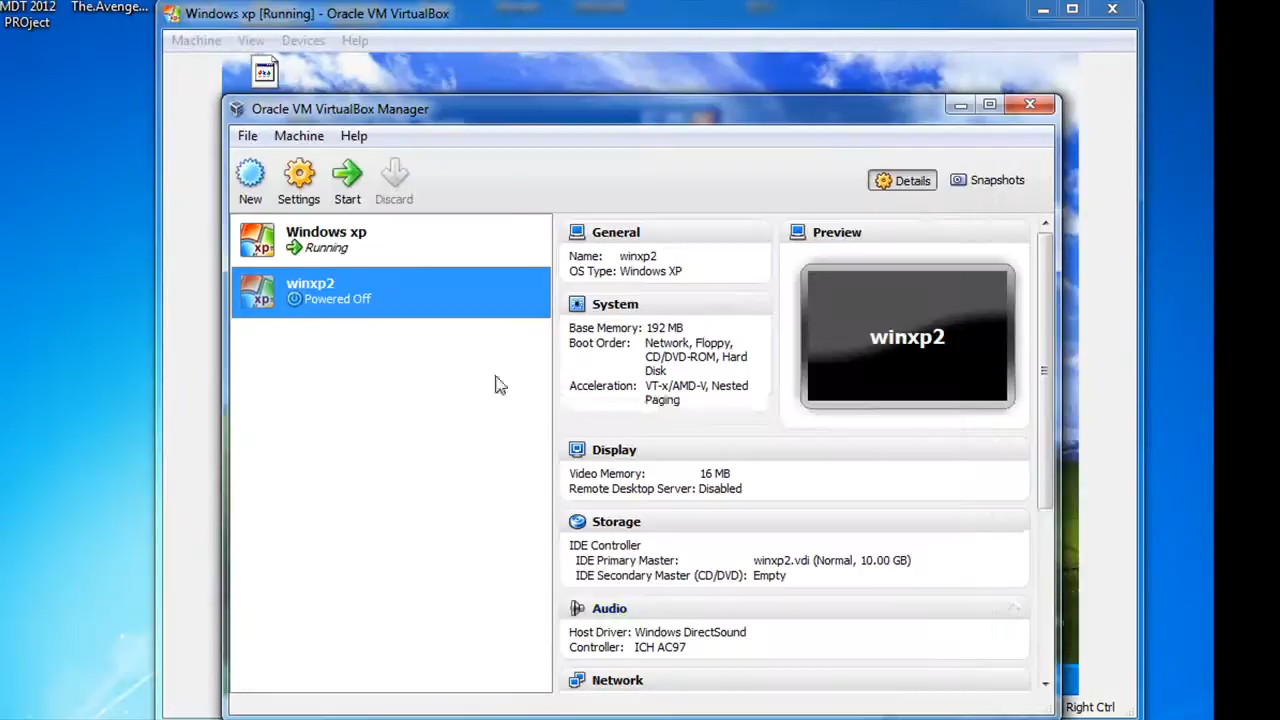 MDT 2012
PROject
The.Avenge...
Windows xp [Running] - Oracle VM VirtualBox
Machine View Devices Help
Oracle VM VirtualBox Manager
File Machine Help
New Settings Start Discard
Details Snapshots
Windows xp
Running
winxp2
Powered Off
General
Name: winxp2
OS Type: Windows XP
Preview
winxp2
System
Base Memory: 192 MB
Boot Order: Network, Floppy,
CD/DVD-ROM, Hard
Disk
Acceleration: VT-x/AMD-V, Nested
Paging
Display
Video Memory: 16 MB
Remote Desktop Server: Disabled
Storage
IDE Controller
IDE Primary Master: winxp2.vdi (Normal, 10.00 GB)
IDE Secondary Master (CD/DVD): Empty
Audio
Host Driver: Windows DirectSound
Controller: ICH AC97
Network
Right Ctrl